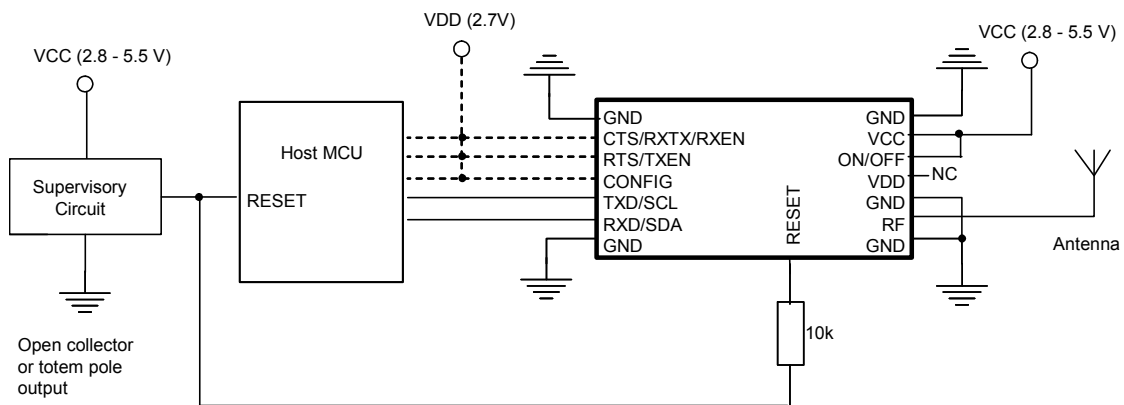 VDD (2.7V)
VCC (2.8 - 5.5 V)
VCC (2.8 - 5.5 V)
Host MCU
RESET
Supervisory
Circuit
Open collector
or totem pole
output
GND
CTS/RXTX/RXEN
RTS/TXEN
CONFIG
TXD/SCL
RXD/SDA
GND
RESET
GND
VCC
ON/OFF
VDD
NC
GND
RF
GND
Antenna
10k